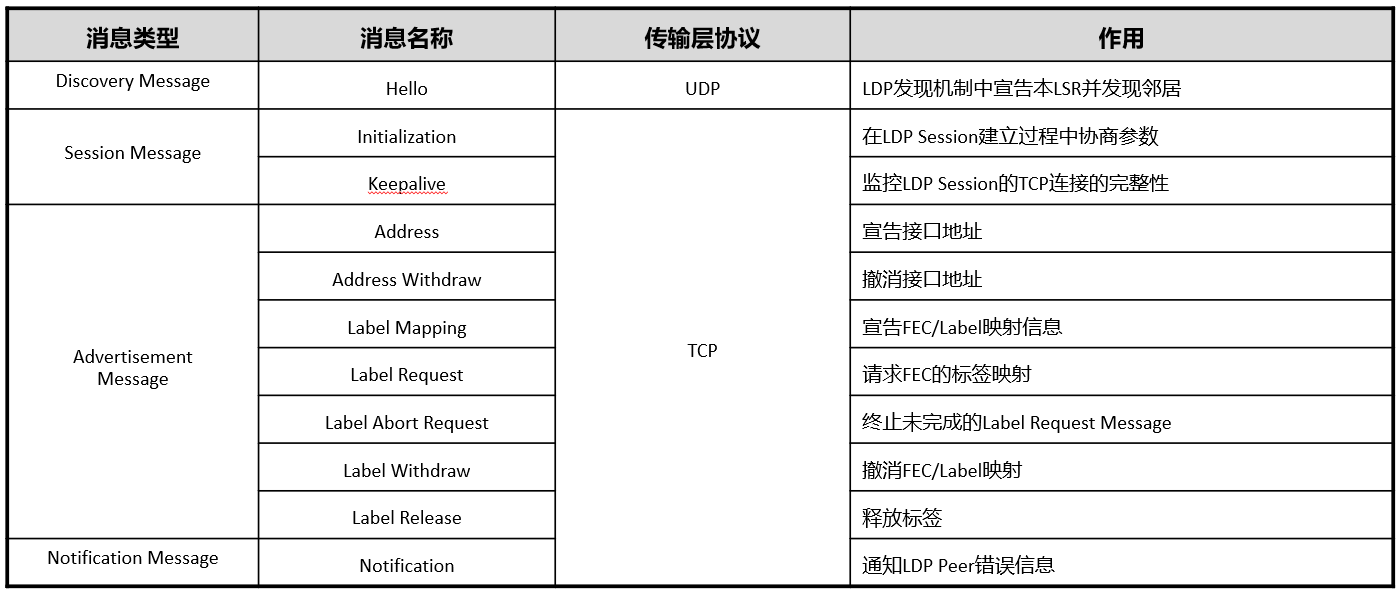 消息类型 消息名称 传输层协议 作用
Discovery Message Hello UDP LDP发现机制中宣告本LSR并发现邻居
Session Message Initialization TCP 在LDP Session建立过程中协商参数
Keepalive 监控LDP Session的TCP连接的完整性
Advertisement
Message
Address 宣告接口地址
Address Withdraw 撤消接口地址
Label Mapping 宣告FEC/Label映射信息
Label Request 请求FEC的标签映射
Label Abort Request 终止未完成的Label Request Message
Label Withdraw 撤消FEC/Label映射
Label Release 释放标签
Notification Message Notification 通知LDP Peer错误信息